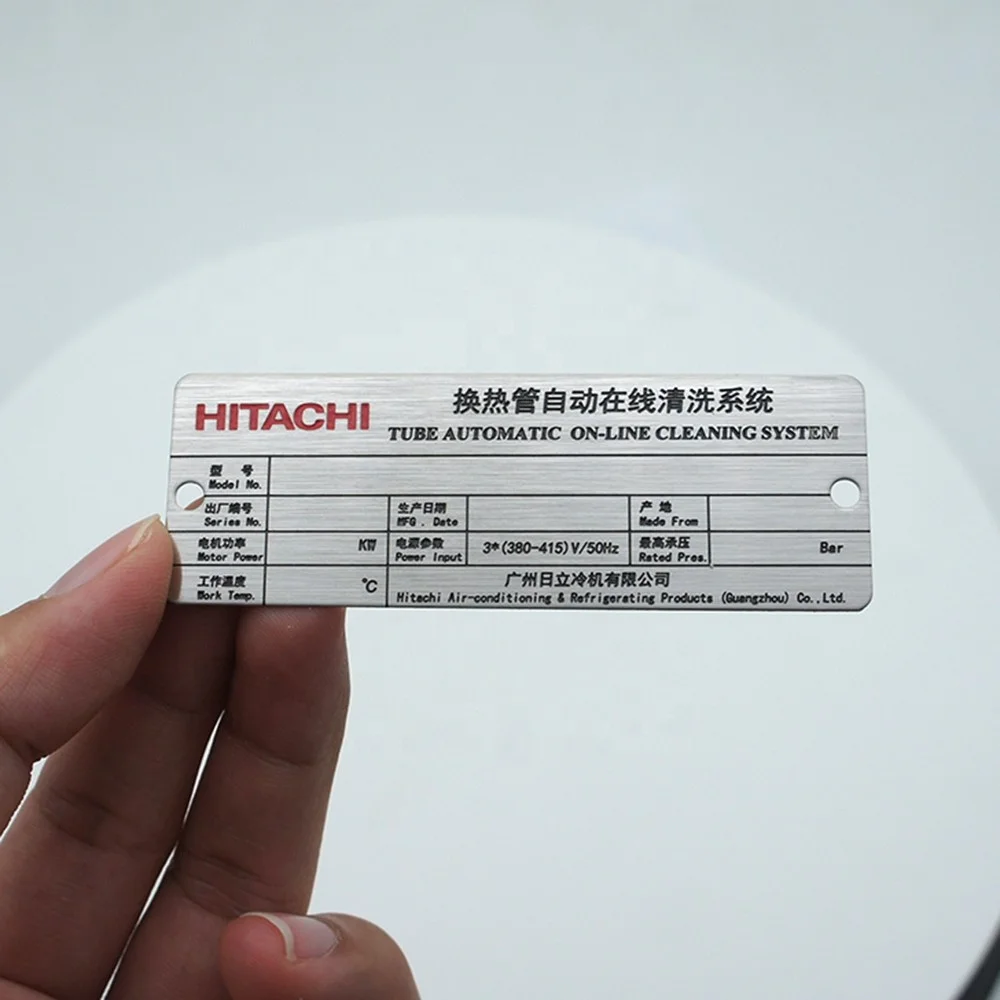 HITACHI
换热管自动在线清洗系统
TUBE AUTOMATIC ON-LINE CLEANING SYSTEM
型 号
Model No.
出厂编号
Series No.
生产日期
MFG. Date
产 地
Made From
电机功率
Motor Power
KW
电源参数
Power Input
3*(380-415)V/50Hz
最高承压
Rated Pres.
Bar
工作温度
Work Temp.
℃
广州日立冷机有限公司
Hitachi Air-conditioning & Refrigerating Products (Guangzhou) Co.,Ltd.